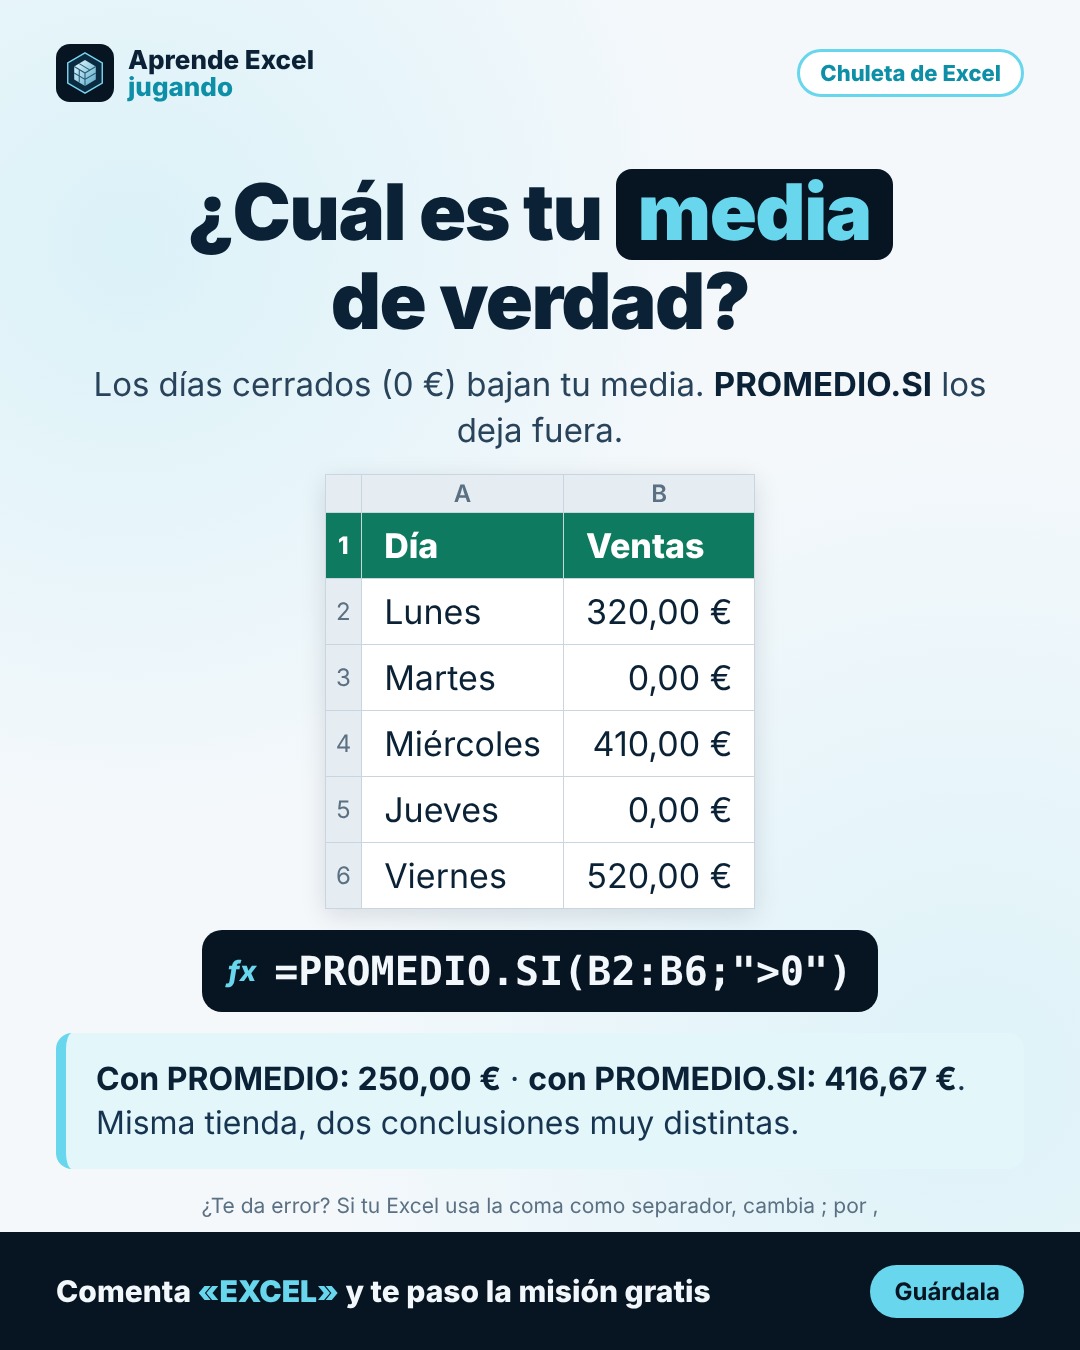 Aprende Excel
jugando
Chuleta de Excel
¿Cuál es tu media
de verdad?
Los días cerrados (0 €) bajan tu media. PROMEDIO.SI los
deja fuera.
A B
1 Día Ventas
2 Lunes 320,00 €
3 Martes 0,00 €
4 Miércoles 410,00 €
5 Jueves 0,00 €
6 Viernes 520,00 €
fx =PROMEDIO.SI(B2:B6;">0")
Con PROMEDIO: 250,00 € · con PROMEDIO.SI: 416,67 €.
Misma tienda, dos conclusiones muy distintas.
¿Te da error? Si tu Excel usa la coma como separador, cambia ; por ,
Comenta «EXCEL» y te paso la misión gratis
Guárdala